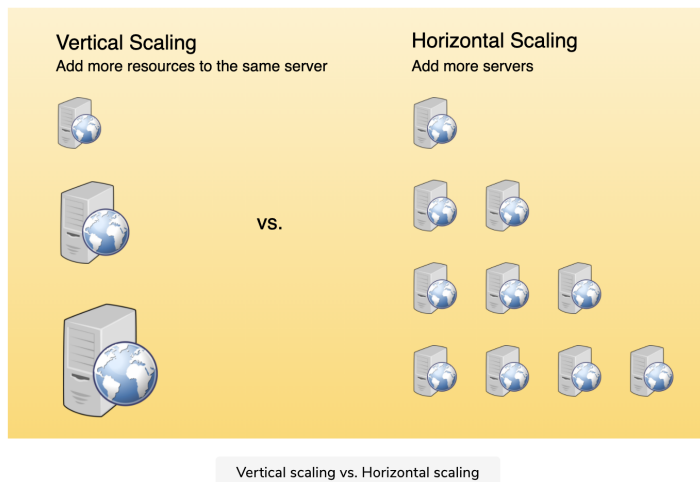 Vertical Scaling
Add more resources to the same server
vs.
Horizontal Scaling
Add more servers
Vertical scaling vs. Horizontal scaling